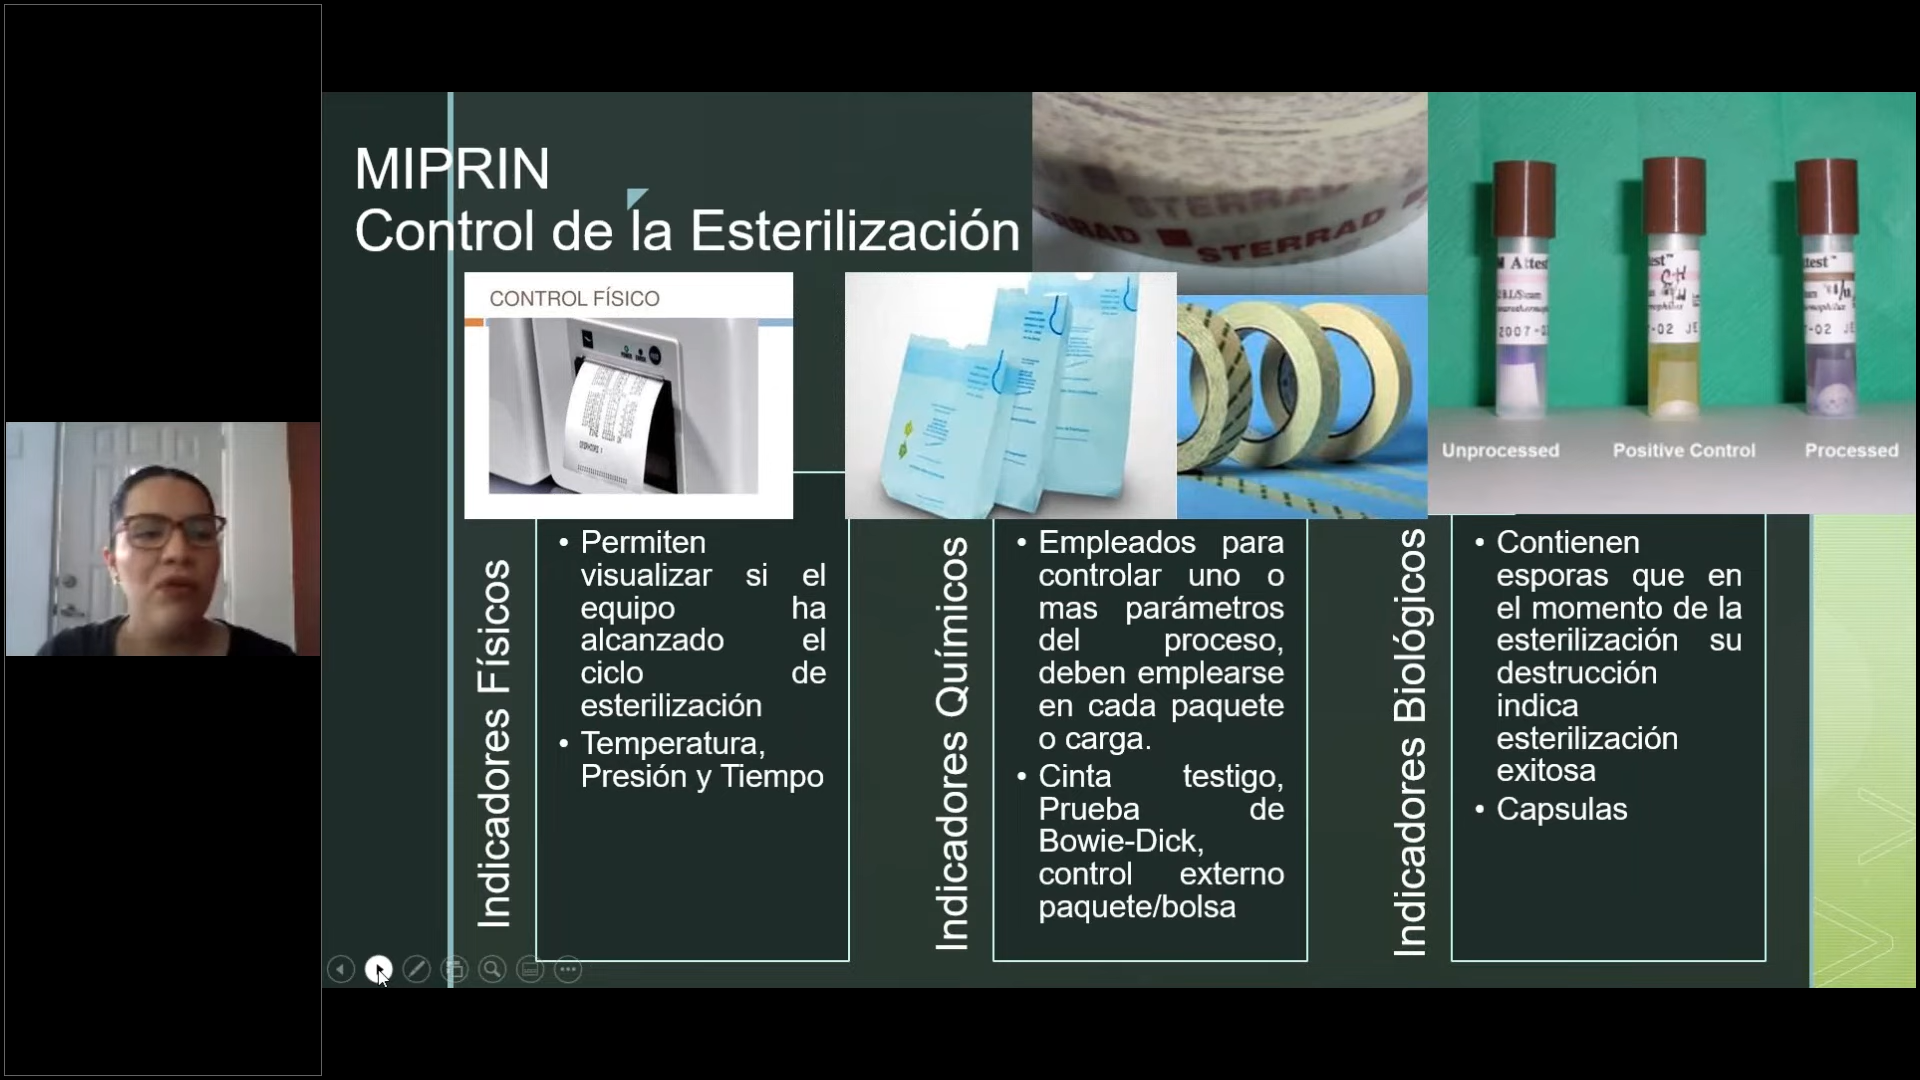 MIPRIN
Control de la Esterilización
STERRAD
STERRAD
CONTROL FÍSICO
Unprocessed
Positive Control
Processed
Indicadores Físicos
• Permiten
visualizar si el
equipo ha
alcanzado el
ciclo de
esterilización
• Temperatura,
Presión y Tiempo
Indicadores Químicos
• Empleados para
controlar uno o
mas parámetros
del proceso,
deben emplearse
en cada paquete
o carga.
• Cinta testigo,
Prueba de
Bowie-Dick,
control externo
paquete/bolsa
Indicadores Biológicos
• Contienen
esporas que en
el momento de la
esterilización su
destrucción
indica
esterilización
exitosa
• Capsulas